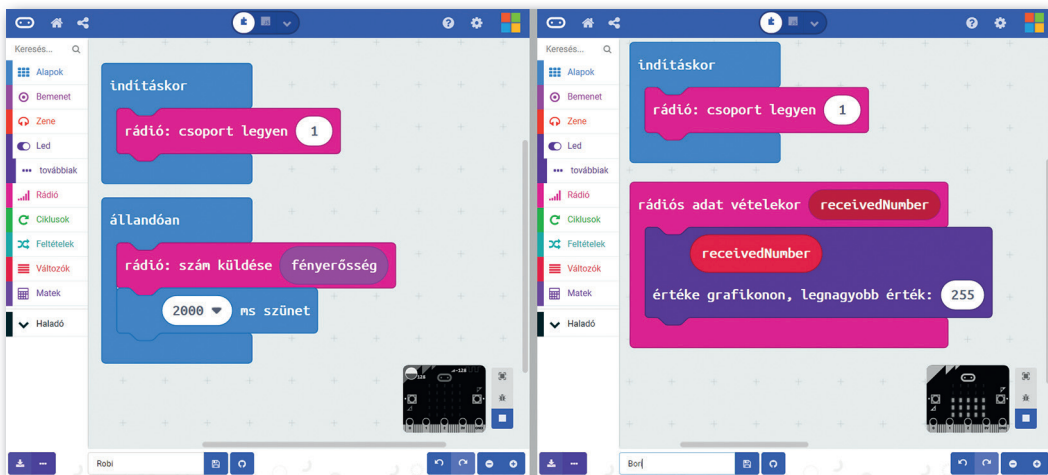 Keresés...
Alapok
Bemenet
Zene
Led
továbbiak
Rádió
Ciklusok
Feltételek
Változók
Matek
Haladó
indításkor
rádió: csoport legyen 1
állandóan
rádió: szám küldése fényerősség
2000 ms szünet
128
Robi
Keresés...
Alapok
Bemenet
Zene
Led
továbbiak
Rádió
Ciklusok
Feltételek
Változók
Matek
Haladó
indításkor
rádió: csoport legyen 1
rádiós adat vételekor receivedNumber
receivedNumber
értéke grafikonon, legnagyobb érték: 255
Bori